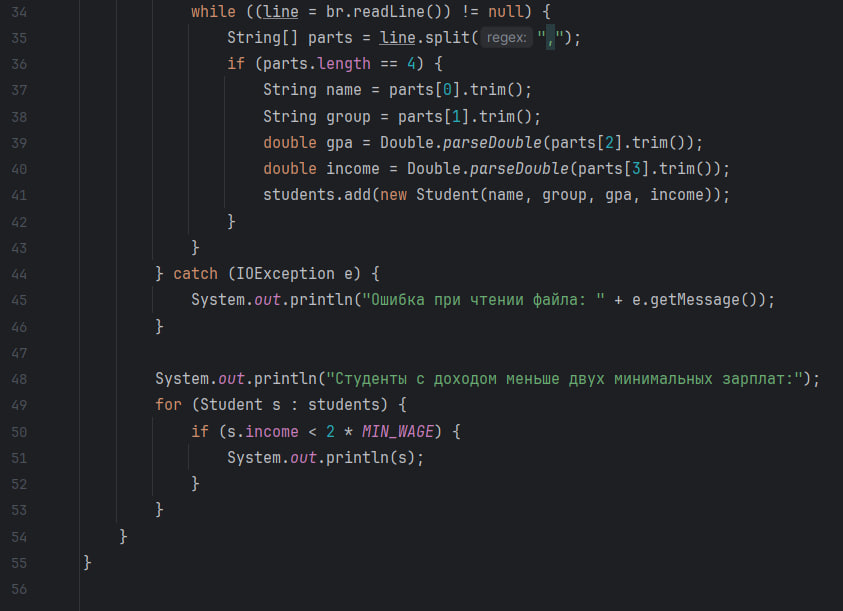 34 while ((line = br.readLine()) != null) {
35 String[] parts = line.split( regex: ",");
36 if (parts.length == 4) {
37 String name = parts[0].trim();
38 String group = parts[1].trim();
39 double gpa = Double.parseDouble(parts[2].trim());
40 double income = Double.parseDouble(parts[3].trim());
41 students.add(new Student(name, group, gpa, income));
42 }
43 }
44 } catch (IOException e) {
45 System.out.println("Ошибка при чтении файла: " + e.getMessage());
46 }
47
48 System.out.println("Студенты с доходом меньше двух минимальных зарплат:");
49 for (Student s : students) {
50 if (s.income < 2 * MIN_WAGE) {
51 System.out.println(s);
52 }
53 }
54 }
55 }
56